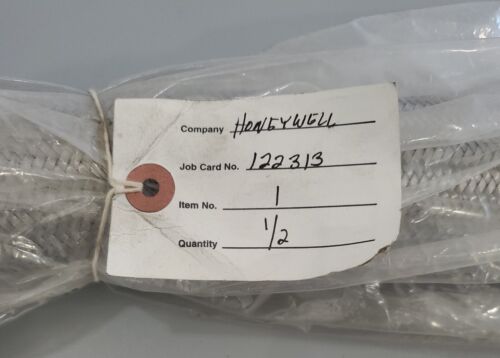 Company HONEYWELL
Job Card No. 122313
Item No. 1
Quantity 1/2